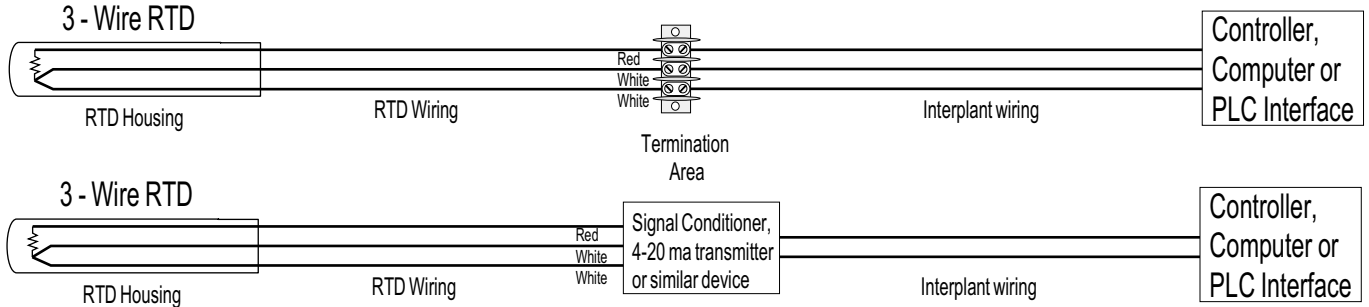 3 - Wire RTD
Red
White
White
RTD Housing
RTD Wiring
Termination
Area
Interplant wiring
Controller,
Computer or
PLC Interface
3 - Wire RTD
Red
White
White
RTD Housing
RTD Wiring
Signal Conditioner,
4-20 ma transmitter
or similar device
Interplant wiring
Controller,
Computer or
PLC Interface